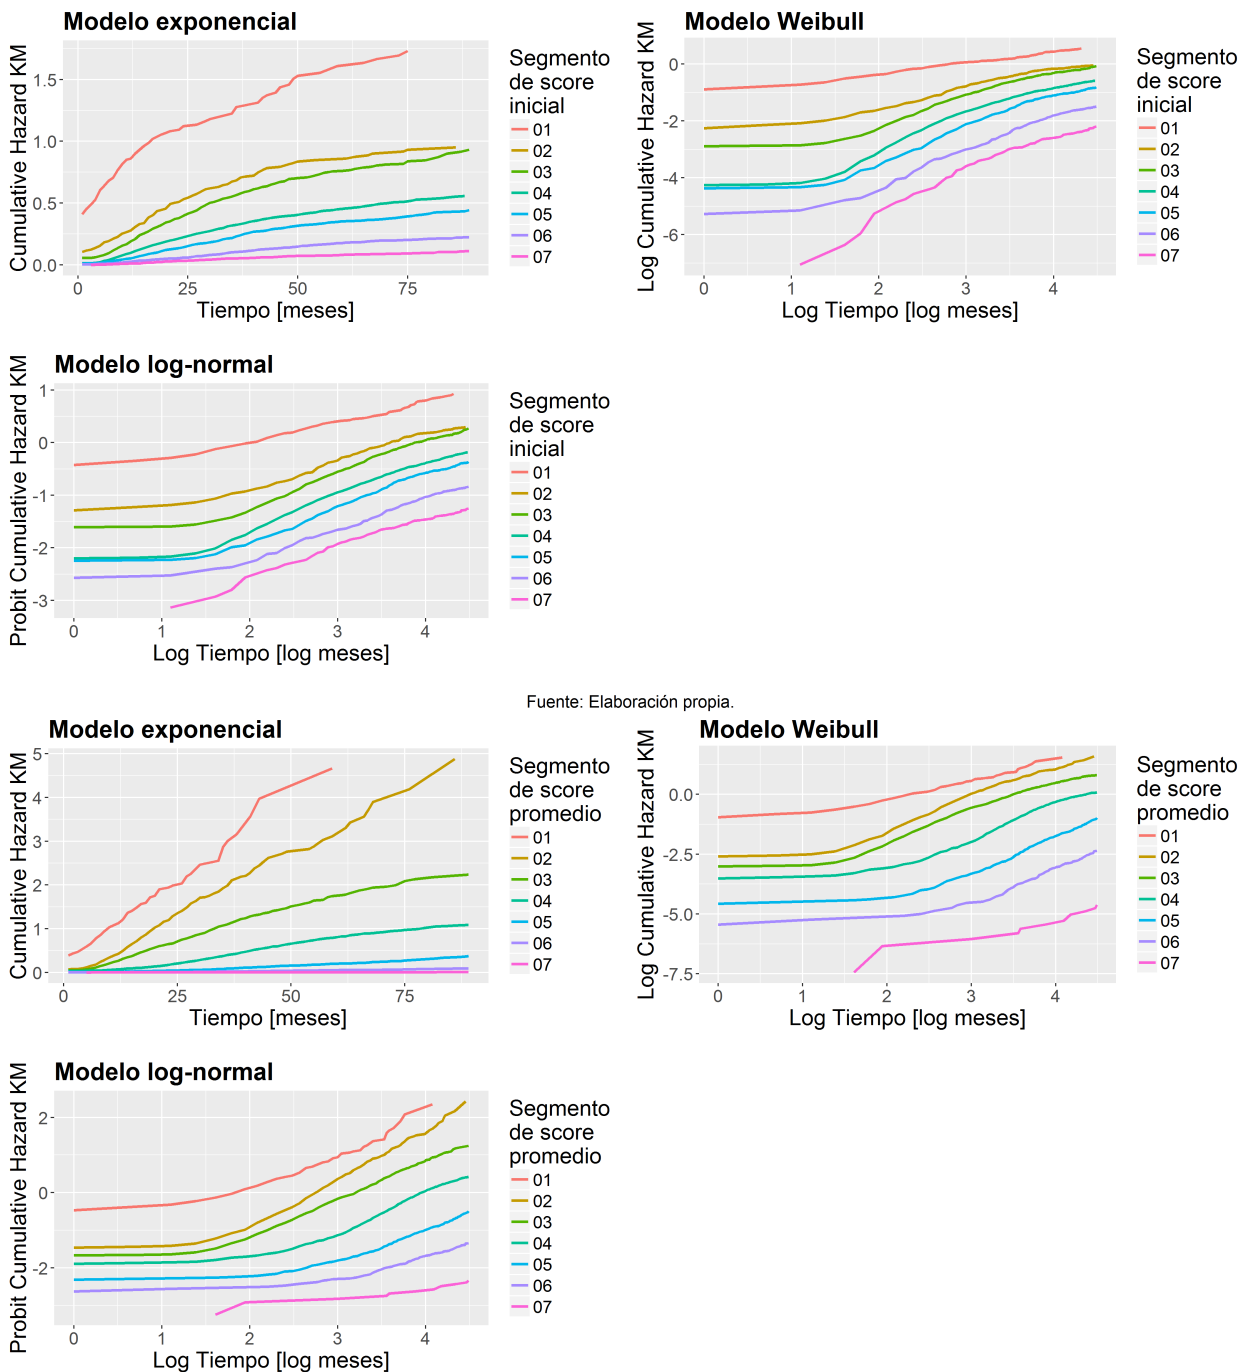 Modelo exponencial
Cumulative Hazard KM
1.5
1.0
0.5
0.0
0
25
50
75
Tiempo [meses]
Segmento
de score
inicial
01
02
03
04
05
06
07
Modelo Weibull
Log Cumulative Hazard KM
0
-2
-4
-6
0
1
2
3
4
Log Tiempo [log meses]
Segmento
de score
inicial
01
02
03
04
05
06
07
Modelo log-normal
Probit Cumulative Hazard KM
1
0
-1
-2
-3
0
1
2
3
4
Log Tiempo [log meses]
Segmento
de score
inicial
01
02
03
04
05
06
07
Fuente: Elaboración propia.
Modelo exponencial
Cumulative Hazard KM
5
4
3
2
1
0
0
25
50
75
Tiempo [meses]
Segmento
de score
promedio
01
02
03
04
05
06
07
Modelo Weibull
Log Cumulative Hazard KM
0.0
-2.5
-5.0
-7.5
0
1
2
3
4
Log Tiempo [log meses]
Segmento
de score
promedio
01
02
03
04
05
06
07
Modelo log-normal
Probit Cumulative Hazard KM
2
0
-2
0
1
2
3
4
Log Tiempo [log meses]
Segmento
de score
promedio
01
02
03
04
05
06
07